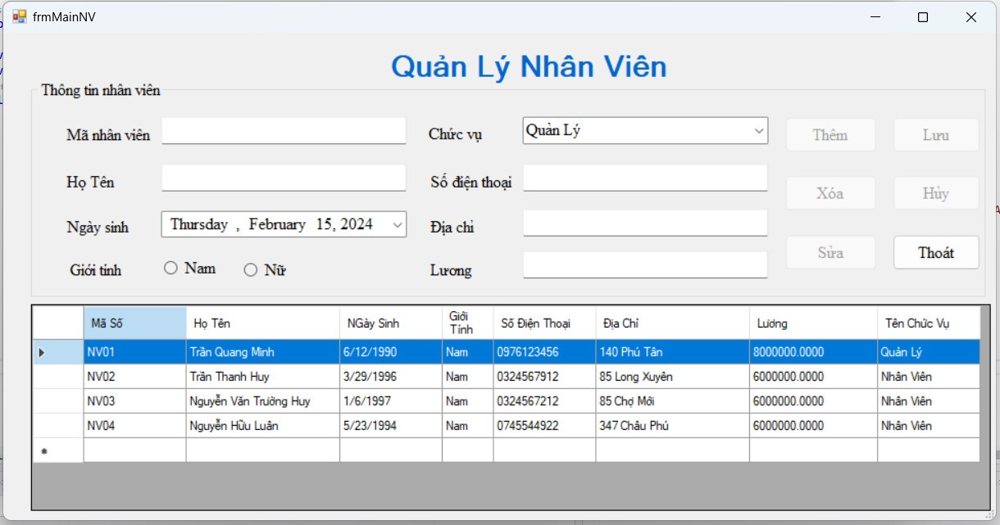 frmMainNV
Quản Lý Nhân Viên
Thông tin nhân viên
Mã nhân viên Chức vụ Quản Lý Thêm Lưu
Họ Tên Số điện thoại Xóa Hủy
Ngày sinh Thursday , February 15, 2024 Địa chỉ Sửa Thoát
Giới tính Nam Nữ Lương
Mã Số Họ Tên NGày Sinh Giới Tính Số Điện Thoại Địa Chỉ Lương Tên Chức Vụ
NV01 Trần Quang Minh 6/12/1990 Nam 0976123456 140 Phú Tân 8000000.0000 Quản Lý
NV02 Trần Thanh Huy 3/29/1996 Nam 0324567912 85 Long Xuyên 6000000.0000 Nhân Viên
NV03 Nguyễn Văn Trường Huy 1/6/1997 Nam 0324567212 85 Chợ Mới 6000000.0000 Nhân Viên
NV04 Nguyễn Hữu Luân 5/23/1994 Nam 0745544922 347 Châu Phú 6000000.0000 Nhân Viên